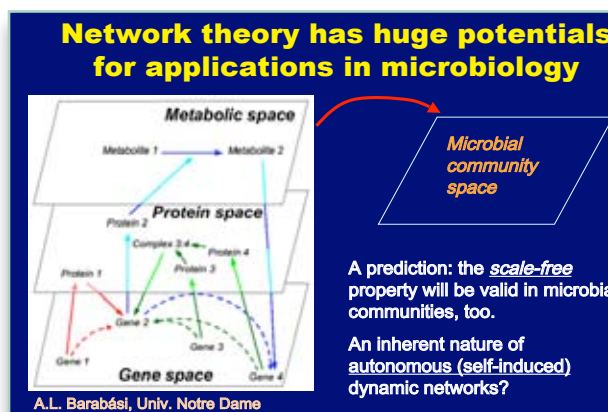 Network theory has huge potentials
for applications in microbiology
Metabolic space
Metabolite 1
Metabolite 2
Microbial
community
space
Protein space
Protein 2
Complex 3:4
Protein 4
Protein 3
Protein 1
Gene 2
Gene 1
Gene 3
Gene 4
Gene space
A prediction: the scale-free
property will be valid in microbia
communities, too.
An inherent nature of
autonomous (self-induced)
dynamic networks?
A.L. Barabási, Univ. Notre Dame